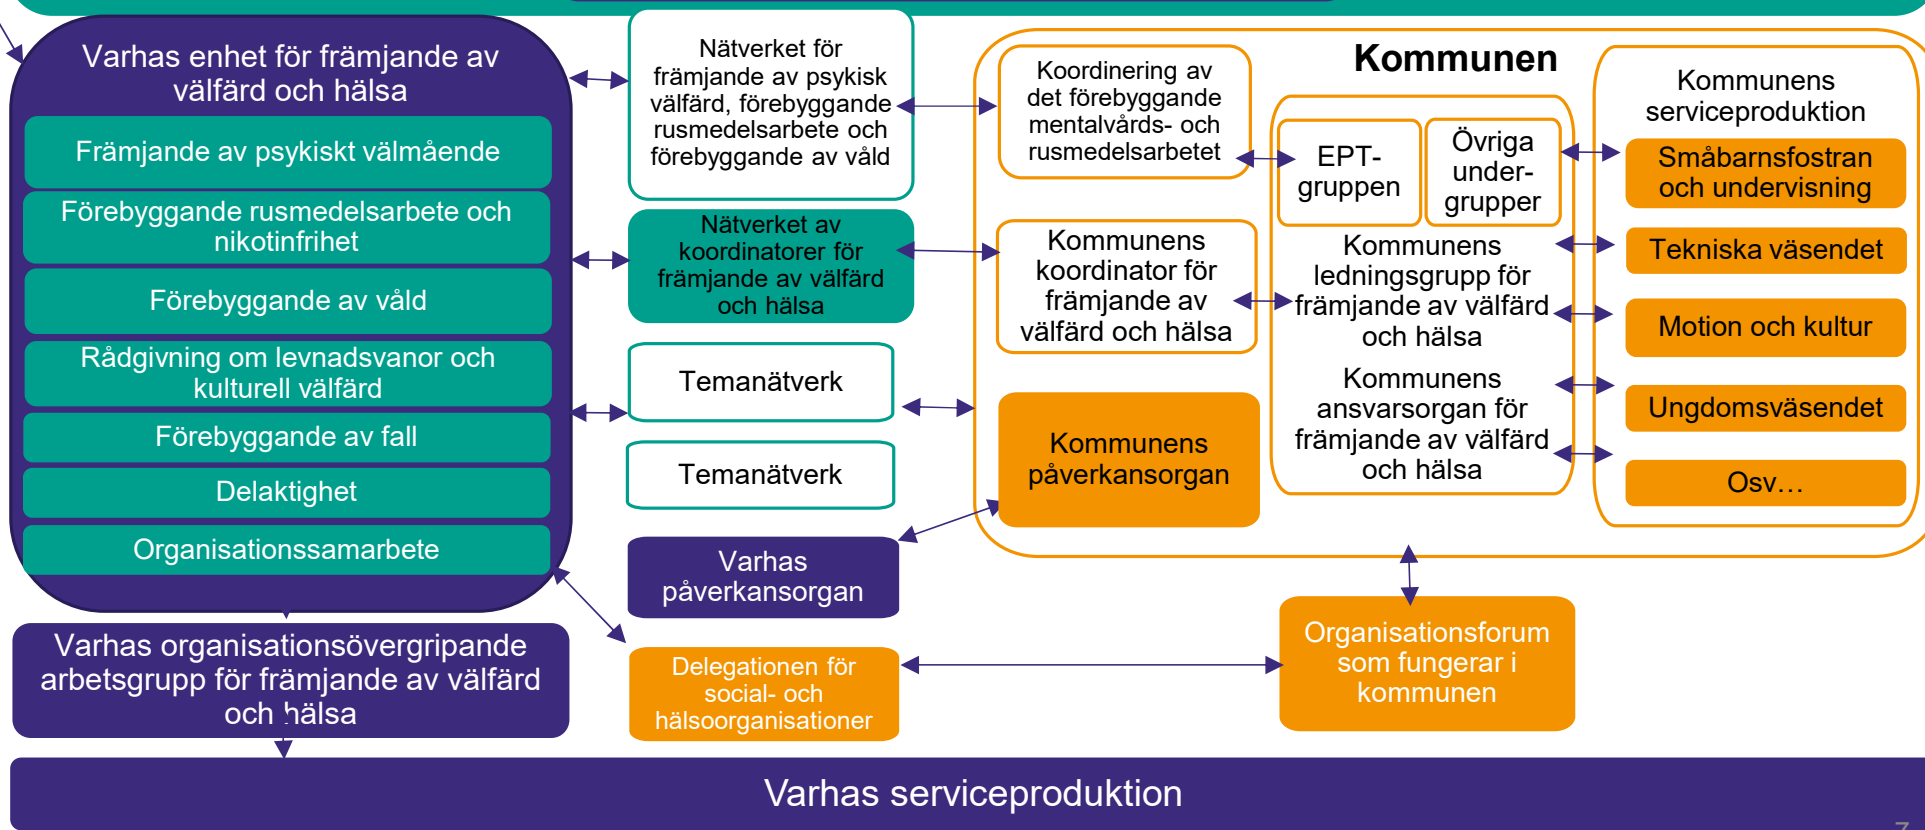 Varhas enhet för främjande av
välfärd och hälsa
Främjande av psykiskt välmående
Förebyggande rusmedelsarbete och
nikotinfrihet
Förebyggande av våld
Rådgivning om levnadsvanor och
kulturell välfärd
Förebyggande av fall
Delaktighet
Organisationssamarbete
Varhas organisationsövergripande
arbetsgrupp för främjande av välfärd
och hälsa
Nätverket för
främjande av psykisk
välfärd, förebyggande
rusmedelsarbete och
förebyggande av våld
Nätverket av
koordinatorer för
främjande av välfärd
och hälsa
Temanätverk
Temanätverk
Varhas
påverkansorgan
Delegationen för
social- och
hälsoorganisationer
Kommunen
Koordinering av
det förebyggande
mentalvårds- och
rusmedelsarbetet
Kommunens
koordinator för
främjande av
välfärd och hälsa
Kommunens
påverkansorgan
EPT-
gruppen
Övriga
under-
grupper
Kommunens
ledningsgrupp för
främjande av välfärd
och hälsa
Kommunens
ansvarsorgan för
främjande av välfärd
och hälsa
Kommunens
serviceproduktion
Småbarnsfostran
och undervisning
Tekniska väsendet
Motion och kultur
Ungdomsväsendet
Osv…
Organisationsforum
som fungerar i
kommunen
Varhas serviceproduktion